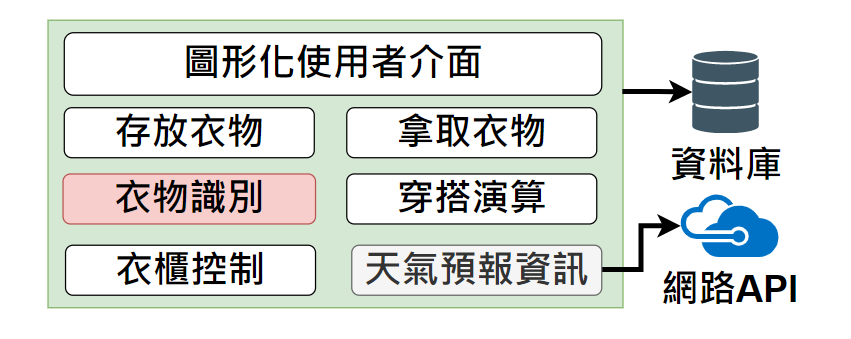 圖形化使用者介面
存放衣物
拿取衣物
衣物識別
穿搭演算
衣櫃控制
天氣預報資訊
資料庫
網路API